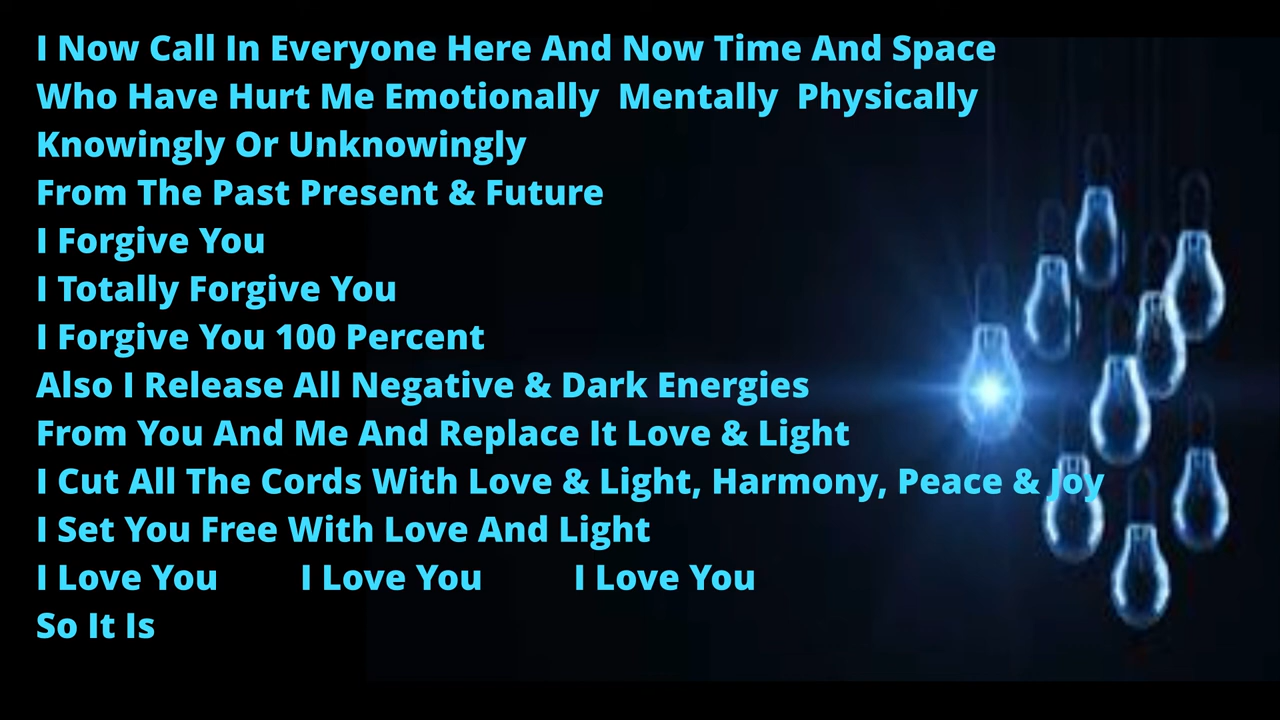 I Now Call In Everyone Here And Now Time And Space
Who Have Hurt Me Emotionally  Mentally  Physically
Knowingly Or Unknowingly
From The Past Present & Future
I Forgive You
I Totally Forgive You
I Forgive You 100 Percent
Also I Release All Negative & Dark Energies
From You And Me And Replace It Love & Light
I Cut All The Cords With Love & Light, Harmony, Peace & Joy
I Set You Free With Love And Light
I Love You        I Love You        I Love You
So It Is